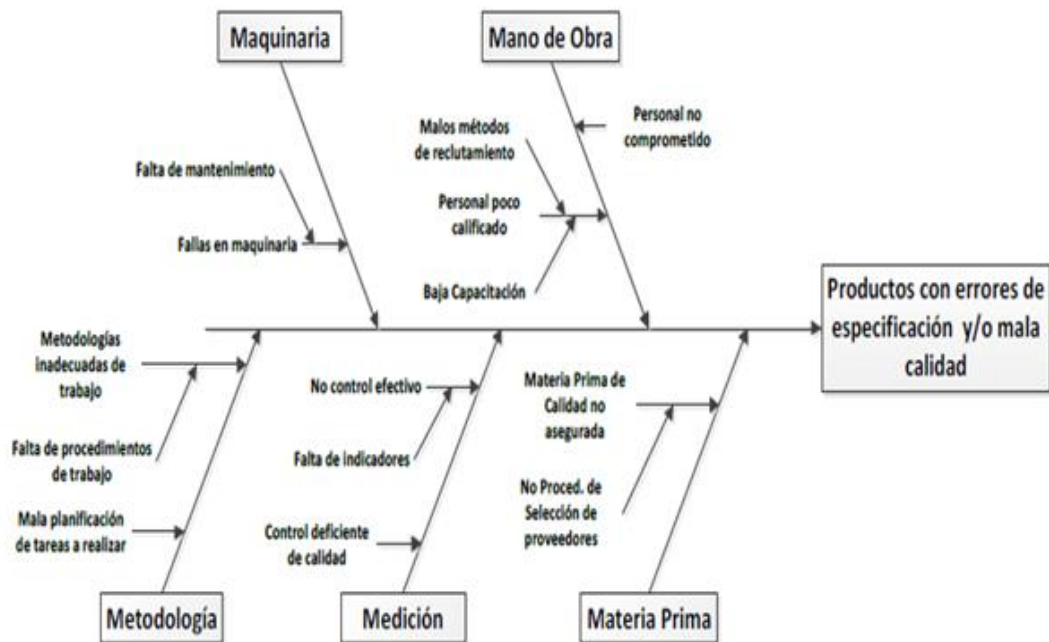 Maquinaria
Mano de Obra
Malos métodos
de reclutamiento
Personal no
comprometido
Falta de mantenimiento
Personal poco
calificado
Fallas en maquinaria
Baja Capacitación
Productos con errores de
especificación y/o mala
calidad
Metodologías
inadecuadas de
trabajo
No control efectivo
Materia Prima de
Calidad no
asegurada
Falta de procedimientos
de trabajo
Falta de indicadores
No Proced. de
Selección de
proveedores
Mala planificación
de tareas a realizar
Control deficiente
de calidad
Metodología
Medición
Materia Prima